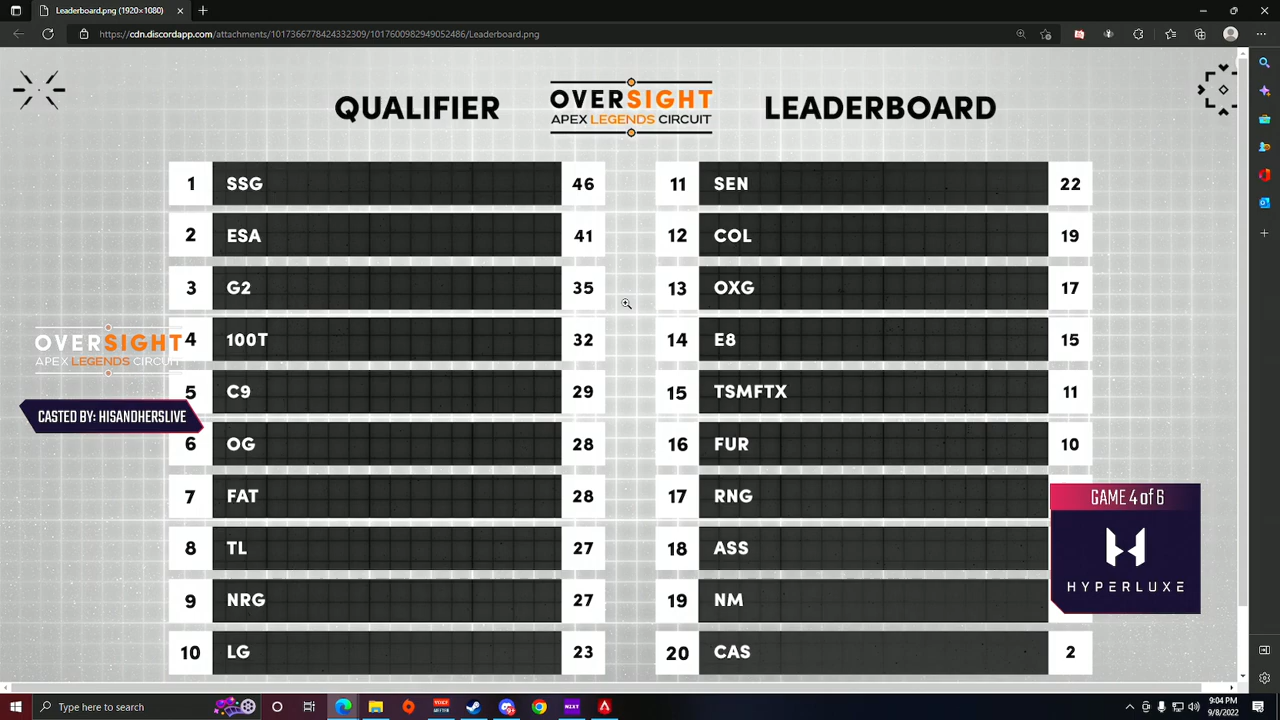 Leaderboard.png (1920×1080)
https://cdn.discordapp.com/attachments/1017366778424332309/1017600982949052486/Leaderboard.png
QUALIFIER
OVERSIGHT
APEX LEGENDS CIRCUIT
LEADERBOARD
1 SSG 46
2 ESA 41
3 G2 35
4 100T 32
5 C9 29
6 OG 28
7 FAT 28
8 TL 27
9 NRG 27
10 LG 23
11 SEN 22
12 COL 19
13 OXG 17
14 E8 15
15 TSMFTX 11
16 FUR 10
17 RNG
18 ASS
19 NM
20 CAS 2
OVERSIGHT
APEX LEGENDS CIRCUIT
CASTED BY: HISANDHERSLIVE
GAME 4 of 6
HYPERLUXE
Type here to search
9:04 PM
9/8/2022